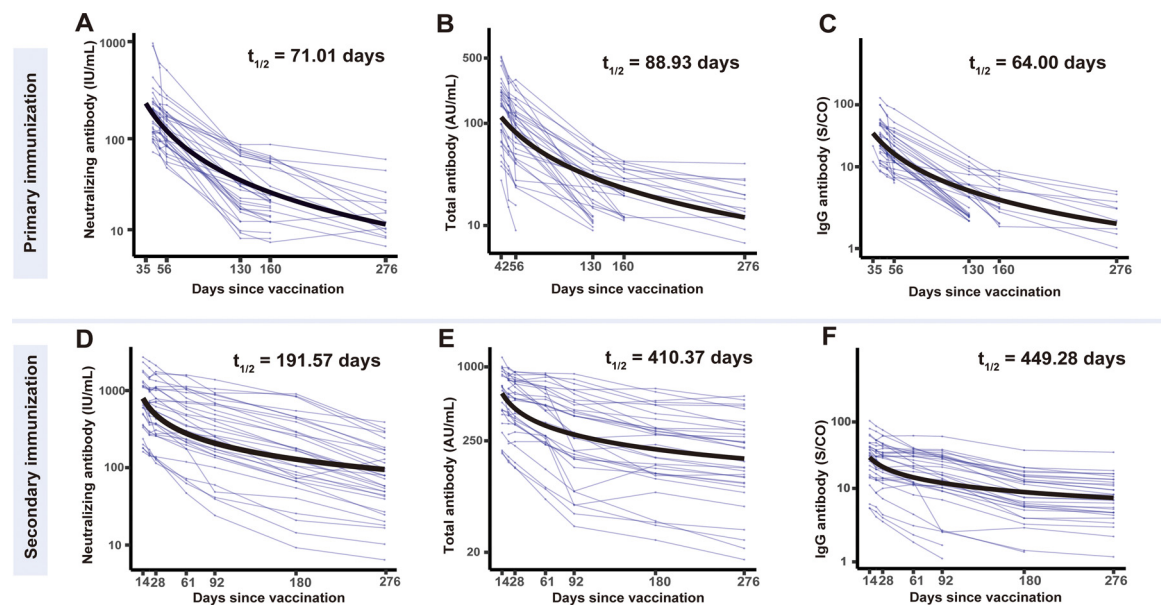 Primary immunization
A
t1/2 = 71.01 days
Neutralizing antibody (IU/mL)
1000
100
10
35 56 130 160 276
Days since vaccination
B
t1/2 = 88.93 days
Total antibody (AU/mL)
500
100
10
4256 130 160 276
Days since vaccination
C
t1/2 = 64.00 days
IgG antibody (S/CO)
100
10
1
35 56 130 160 276
Days since vaccination
Secondary immunization
D
t1/2 = 191.57 days
Neutralizing antibody (IU/mL)
1000
100
10
1428 61 92 180 276
Days since vaccination
E
t1/2 = 410.37 days
Total antibody (AU/mL)
1000
250
20
1428 61 92 180 276
Days since vaccination
F
t1/2 = 449.28 days
IgG antibody (S/CO)
100
10
1
1428 61 92 180 276
Days since vaccination